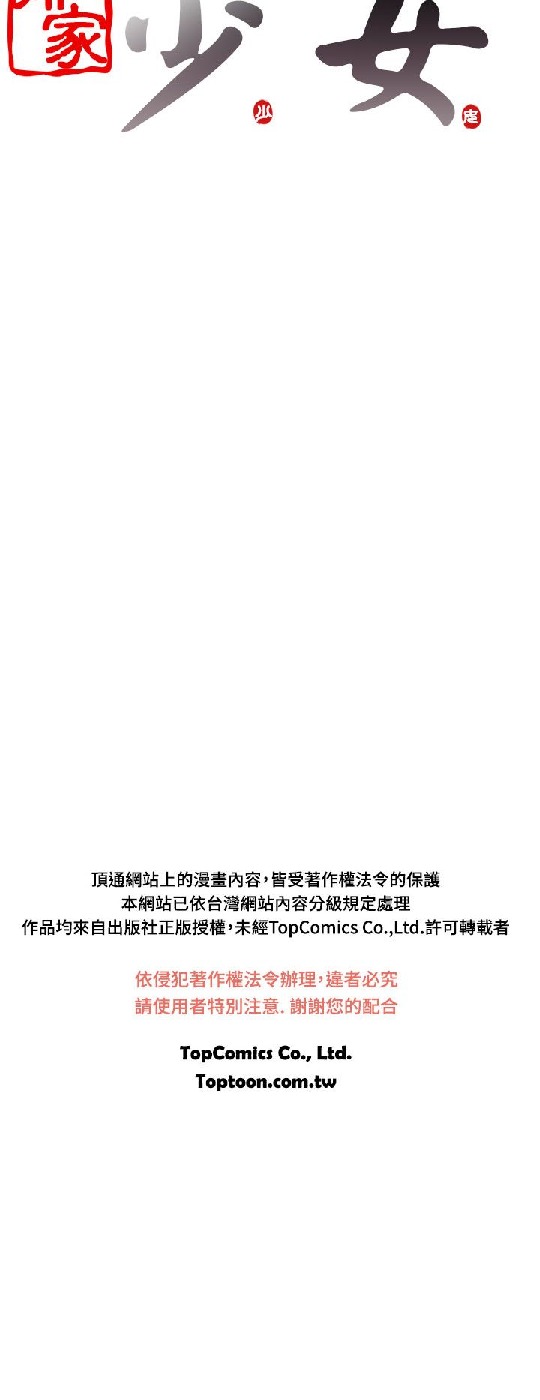 家
少 女
少 虐
頂通網站上的漫畫內容,皆受著作權法令的保護
本網站已依台灣網站內容分級規定處理
作品均來自出版社正版授權,未經TopComics Co.,Ltd.許可轉載者
依侵犯著作權法令辦理,違者必究
請使用者特別注意. 謝謝您的配合
TopComics Co., Ltd.
Toptoon.com.tw